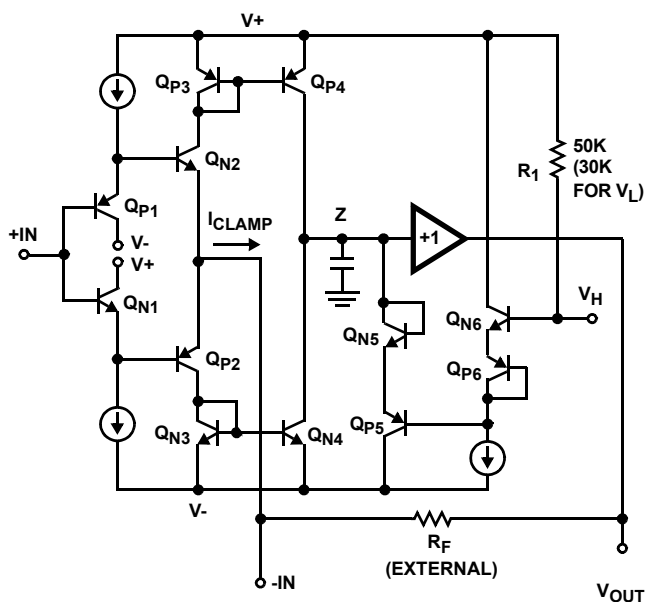 V+
QP3
QP4
50K
(30K
FOR VL)
R1
QN2
QP1
ICLAMP
Z
+1
+IN
V-
V+
VH
QN1
QN5
QN6
QP2
QP6
QN3
QN4
QP5
V-
RF
(EXTERNAL)
-IN
VOUT